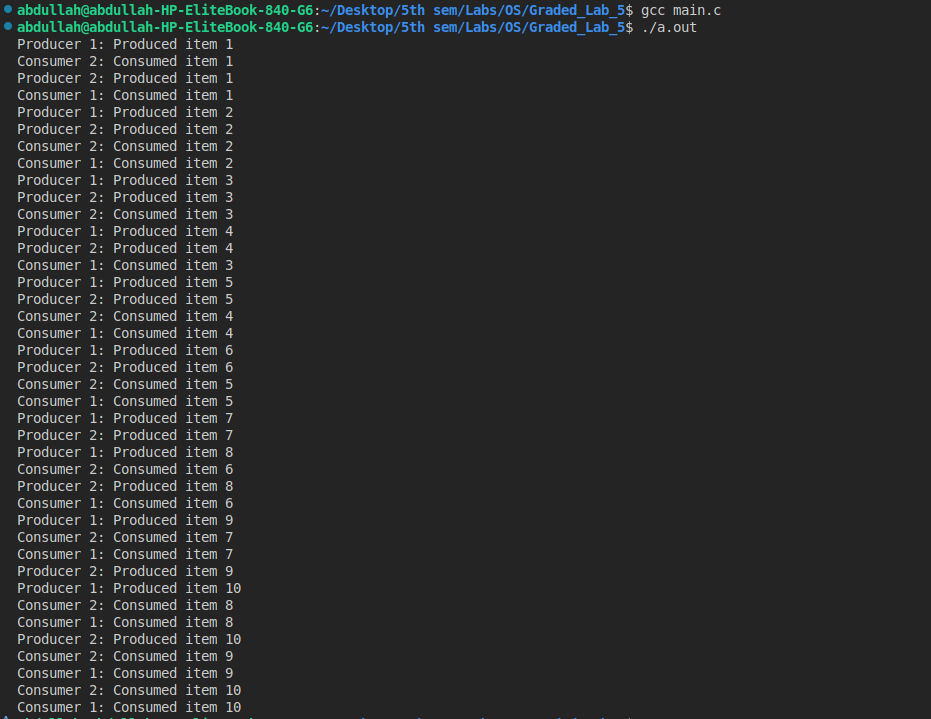 abdullah@abdullah-HP-EliteBook-840-G6:~/Desktop/5th sem/Labs/OS/Graded_Lab_5$ gcc main.c
abdullah@abdullah-HP-EliteBook-840-G6:~/Desktop/5th sem/Labs/OS/Graded_Lab_5$ ./a.out
Producer 1: Produced item 1
Consumer 2: Consumed item 1
Producer 2: Produced item 1
Consumer 1: Consumed item 1
Producer 1: Produced item 2
Producer 2: Produced item 2
Consumer 2: Consumed item 2
Consumer 1: Consumed item 2
Producer 1: Produced item 3
Producer 2: Produced item 3
Consumer 2: Consumed item 3
Producer 1: Produced item 4
Producer 2: Produced item 4
Consumer 1: Consumed item 3
Producer 1: Produced item 5
Producer 2: Produced item 5
Consumer 2: Consumed item 4
Consumer 1: Consumed item 4
Producer 1: Produced item 6
Producer 2: Produced item 6
Consumer 2: Consumed item 5
Consumer 1: Consumed item 5
Producer 1: Produced item 7
Producer 2: Produced item 7
Producer 1: Produced item 8
Consumer 2: Consumed item 6
Producer 2: Produced item 8
Consumer 1: Consumed item 6
Producer 1: Produced item 9
Consumer 2: Consumed item 7
Consumer 1: Consumed item 7
Producer 2: Produced item 9
Producer 1: Produced item 10
Consumer 2: Consumed item 8
Consumer 1: Consumed item 8
Producer 2: Produced item 10
Consumer 2: Consumed item 9
Consumer 1: Consumed item 9
Consumer 2: Consumed item 10
Consumer 1: Consumed item 10